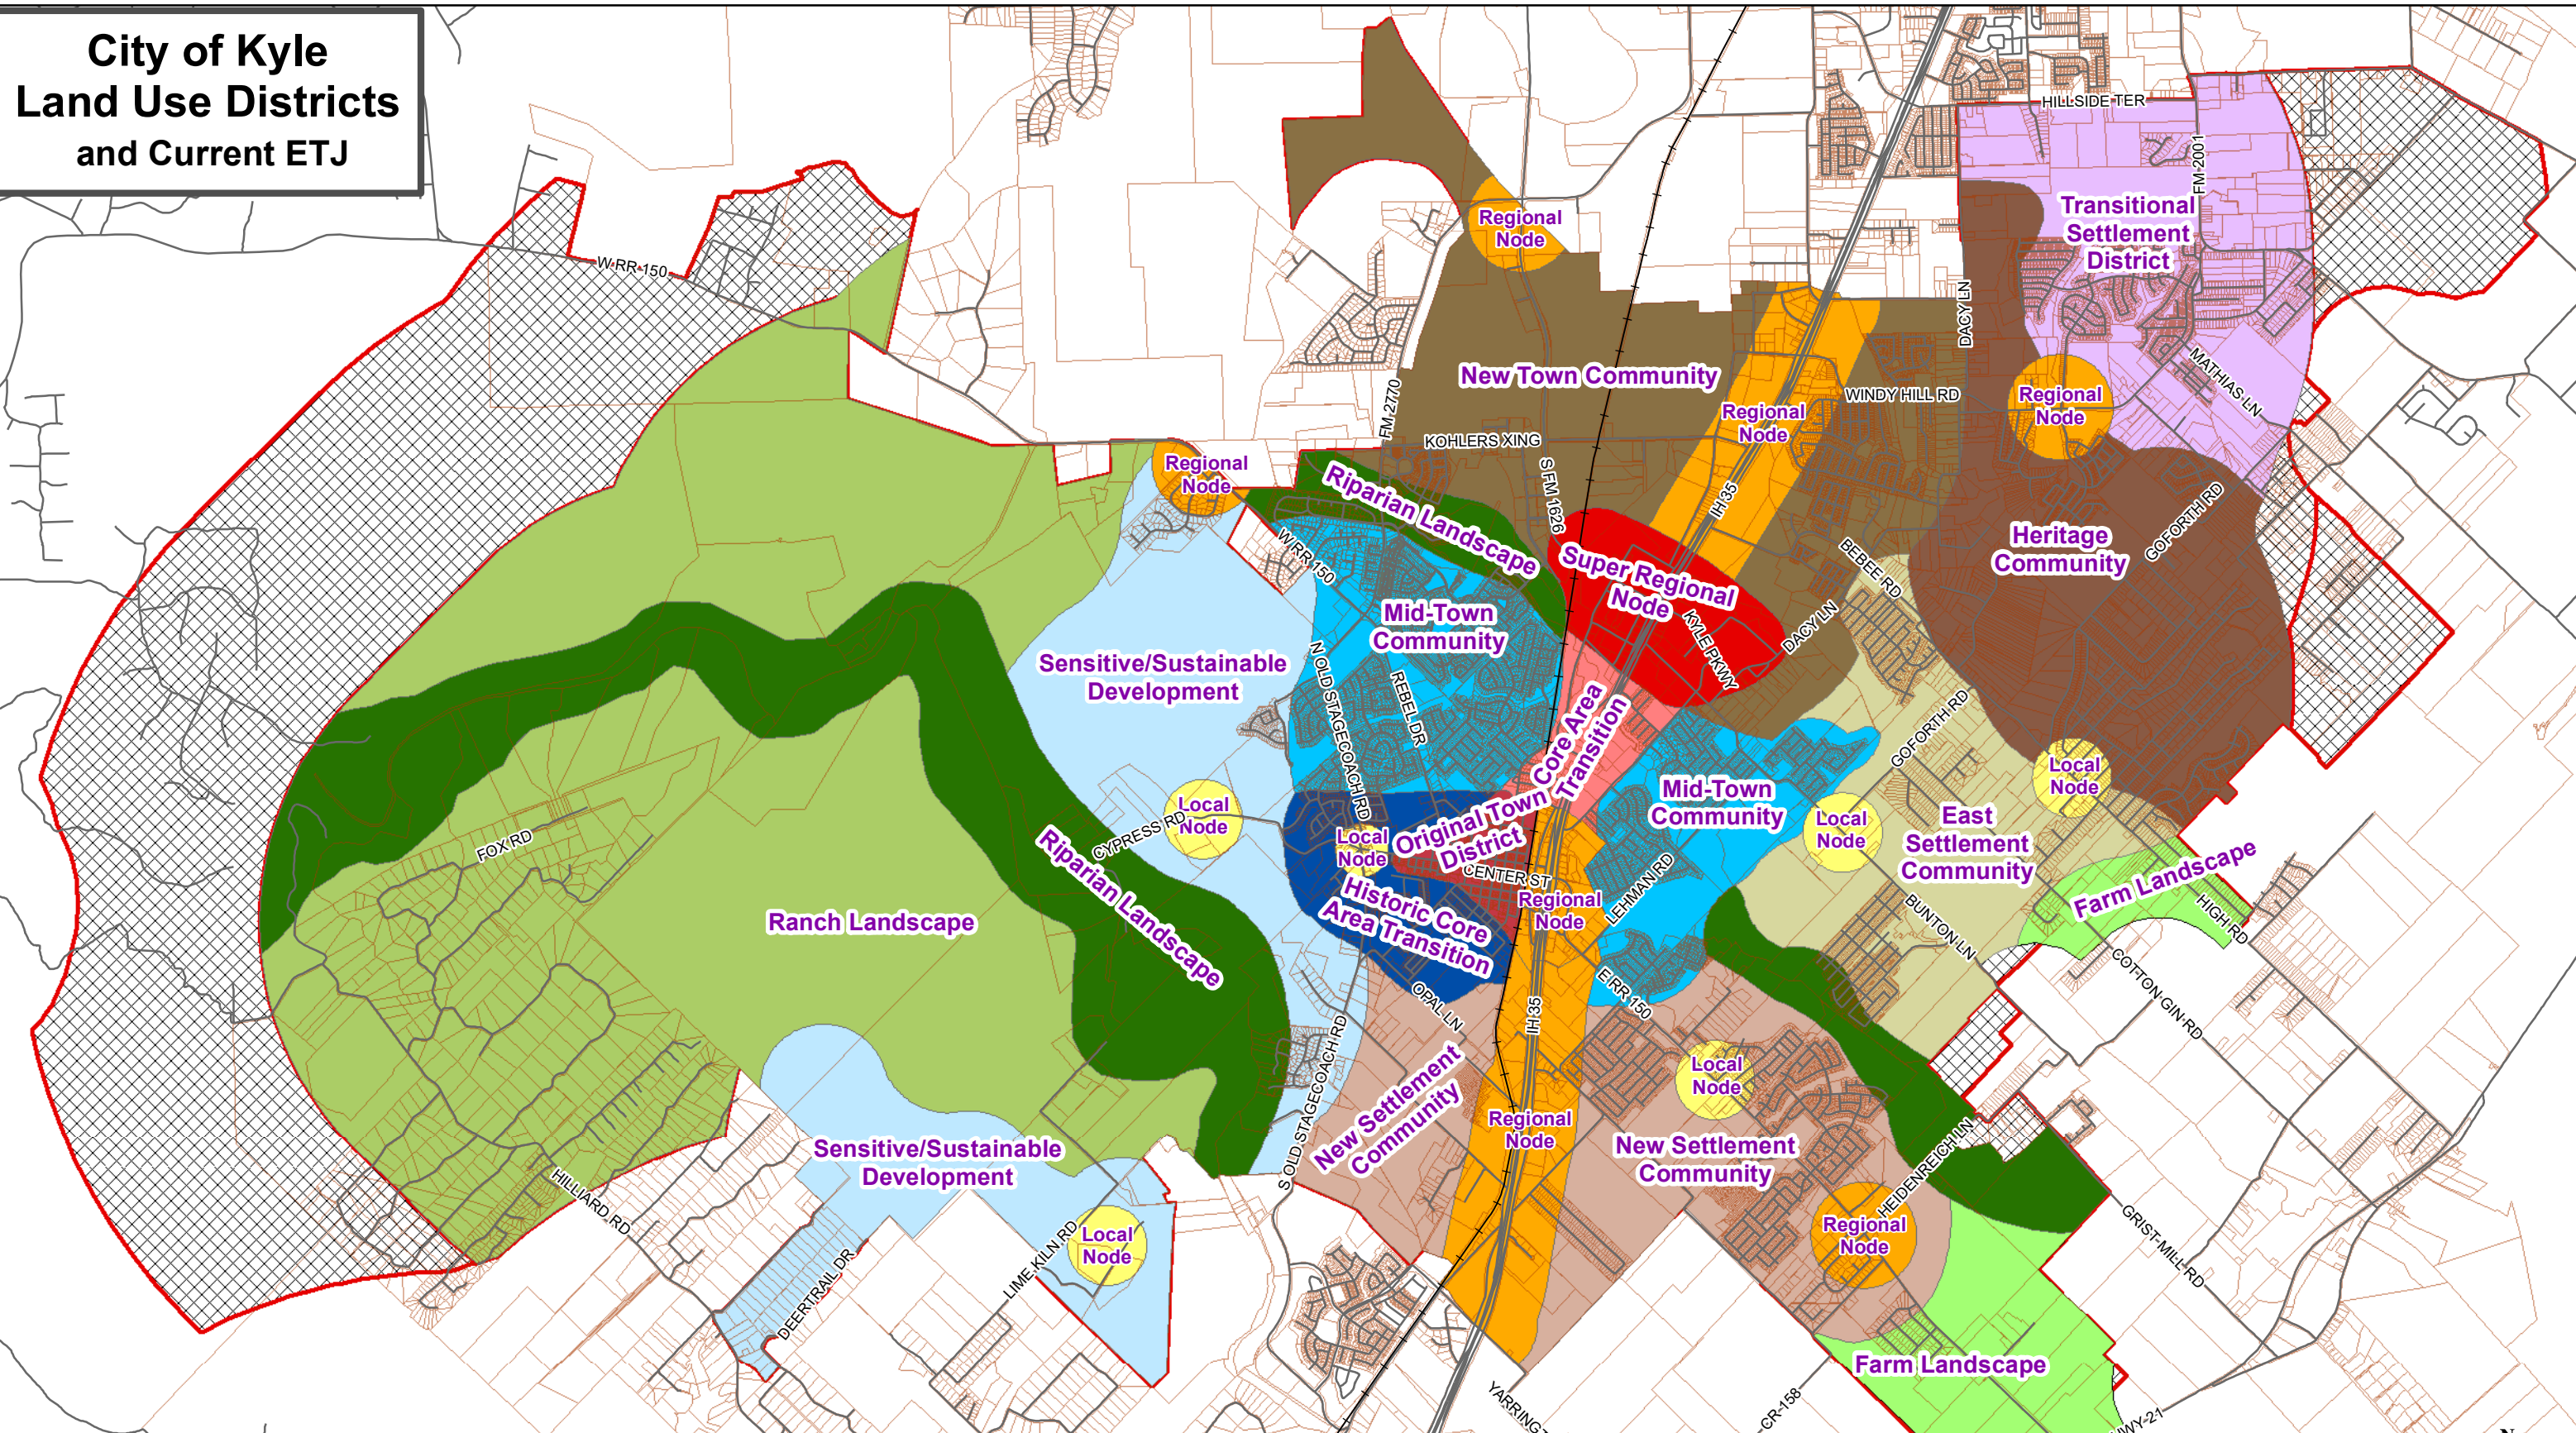 City of Kyle
Land Use Districts
and Current ETJ
HILLSIDE TER
FM 2001
W RR 150
Regional
Node
Transitional
Settlement
District
DACY LN
New Town Community
FM 2770
WINDY HILL RD
Regional
Node
Regional
Node
MATHIAS LN
KOHLERS XING
Regional
Node
S FM 1626
IH 35
Riparian Landscape
Heritage
Community
GOFORTH RD
W RR 150
Super Regional
Node
BEBEE RD
KYLE PKWY
DACY LN
Mid-Town
Community
Sensitive/Sustainable
Development
N OLD STAGECOACH RD
REBEL DR
Core Area
Transition
GOFORTH RD
Local
Node
Mid-Town
Community
Local
Node
CYPRESS RD
Local
Node
Original Town
District
Local
Node
East
Settlement
Community
FOX RD
CENTER ST
LEHMAN RD
Farm Landscape
HIGH RD
Riparian Landscape
Ranch Landscape
Historic Core
Area Transition
Regional
Node
BUNTON LN
COTTON GIN RD
OPAL LN
IH 35
E RR 150
S OLD STAGECOACH RD
New Settlement
Community
Local
Node
Regional
Node
New Settlement
Community
HEIDENREICH LN
Sensitive/Sustainable
Development
HILLIARD RD
Local
Node
LIME KILN RD
DEERTRAIL DR
Regional
Node
GRIST MILL RD
Farm Landscape
CR-158